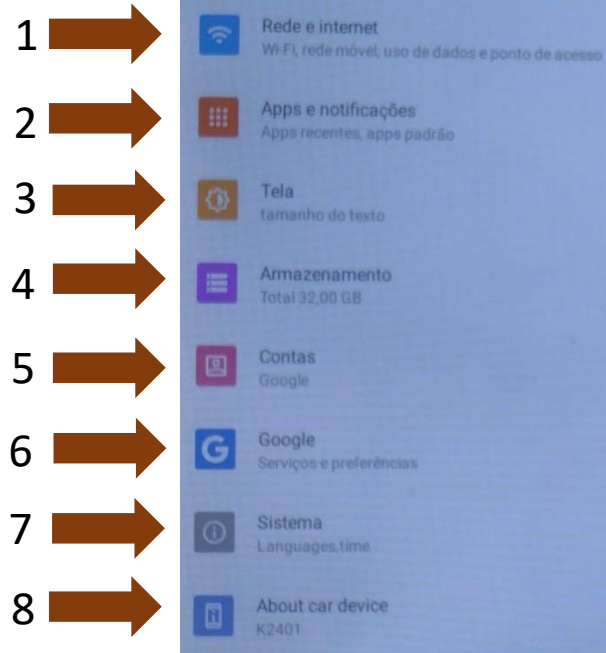 1
Rede e internet
Wi-Fi, rede móvel, uso de dados e ponto de acesso
2
Apps e notificações
Apps recentes, apps padrão
3
Tela
tamanho do texto
4
Armazenamento
Total 32,00 GB
5
Contas
Google
6
G
Google
Serviços e preferências
7
Sistema
Languages,time
8
About car device
K2401